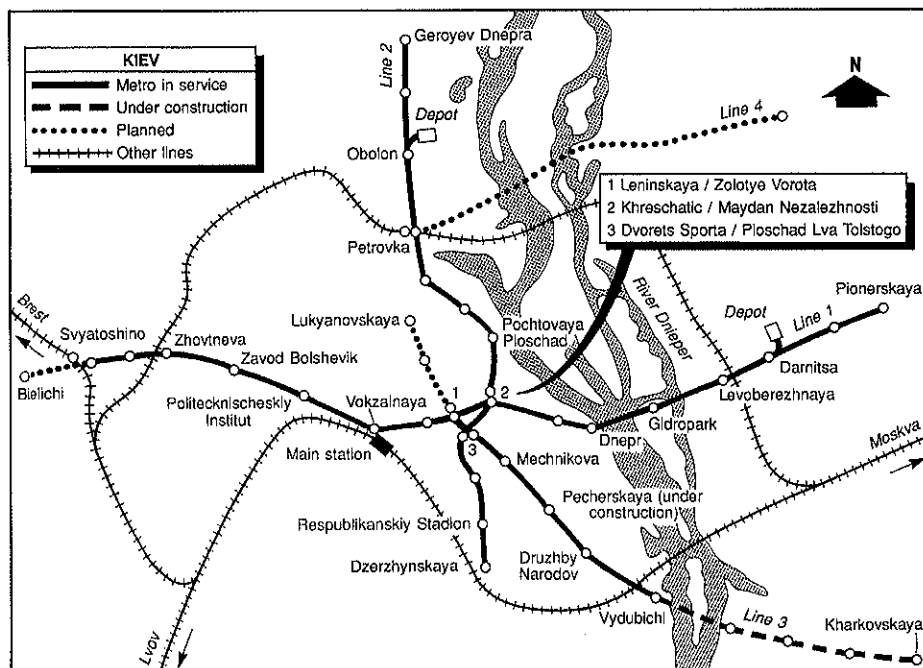 KIEV
Metro in service
Under construction
Planned
Other lines
Geroyev Dnepra
Line 2
Depot
Obolon
Petrovka
Line 4
N
1 Leninskaya / Zolotye Vorota
2 Khreschatic / Maydan Nezalezhnosti
3 Dvorets Sporta / Ploschad Lva Tolstogo
Brest
Svyatoshino
Zhovtneva
Bielichi
Zavod Bolshevik
Politecknischeskly
Institut
Lukyanovskaya
Vokzalnaya
Main station
Pochtovaya
Ploschad
River Dnieper
Pionerskaya
Depot
Line 1
Darnitsa
Levoberezhnaya
Gidropark
Dnepr
1
2
3
Mechnikova
Moskva
Pecherskaya (under
construction)
Respublikanskiy Stadion
Dzerzhynskaya
Druzhby
Narodov
Vydubichi
Line 3
Kharkovskaya
Lvov